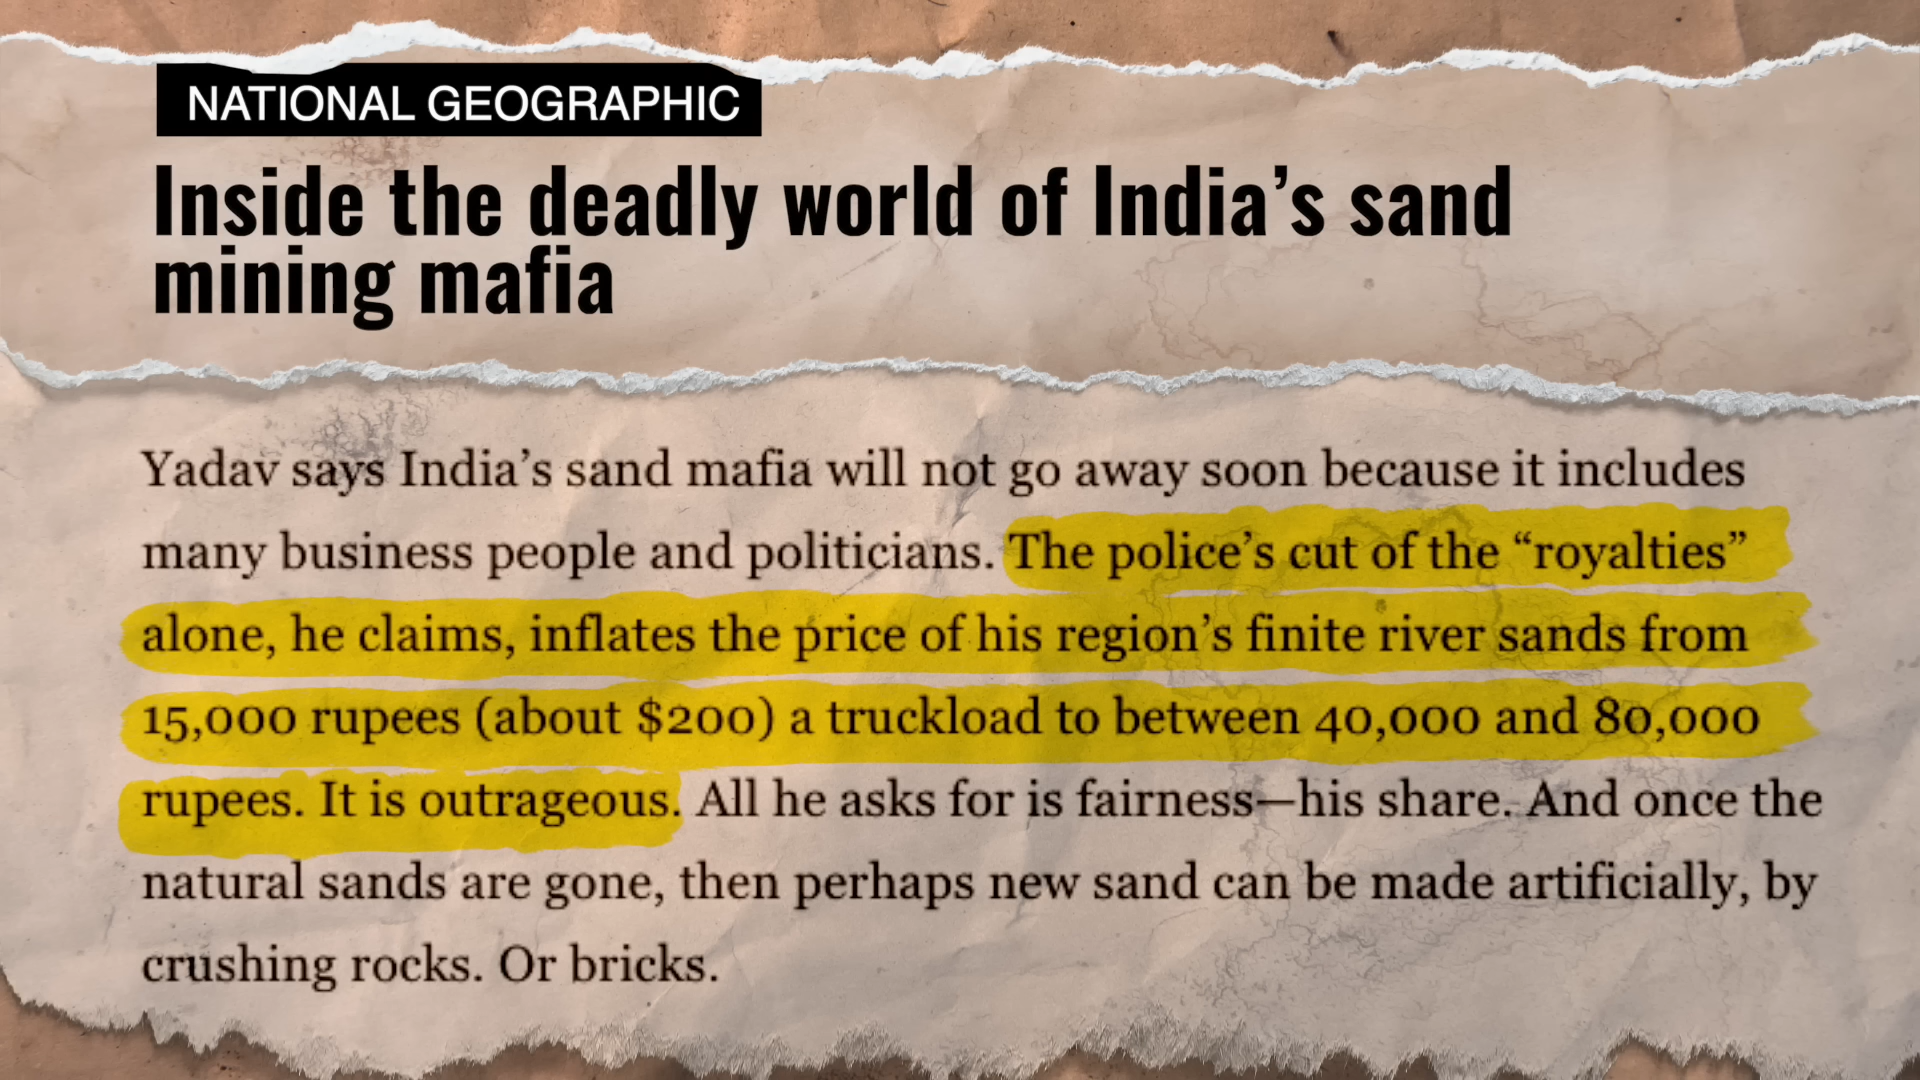 NATIONAL GEOGRAPHIC
Inside the deadly world of India’s sand
mining mafia
Yadav says India’s sand mafia will not go away soon because it includes
many business people and politicians. The police’s cut of the “royalties”
alone, he claims, inflates the price of his region’s finite river sands from
15,000 rupees (about $200) a truckload to between 40,000 and 80,000
rupees. It is outrageous. All he asks for is fairness—his share. And once the
natural sands are gone, then perhaps new sand can be made artificially, by
crushing rocks. Or bricks.